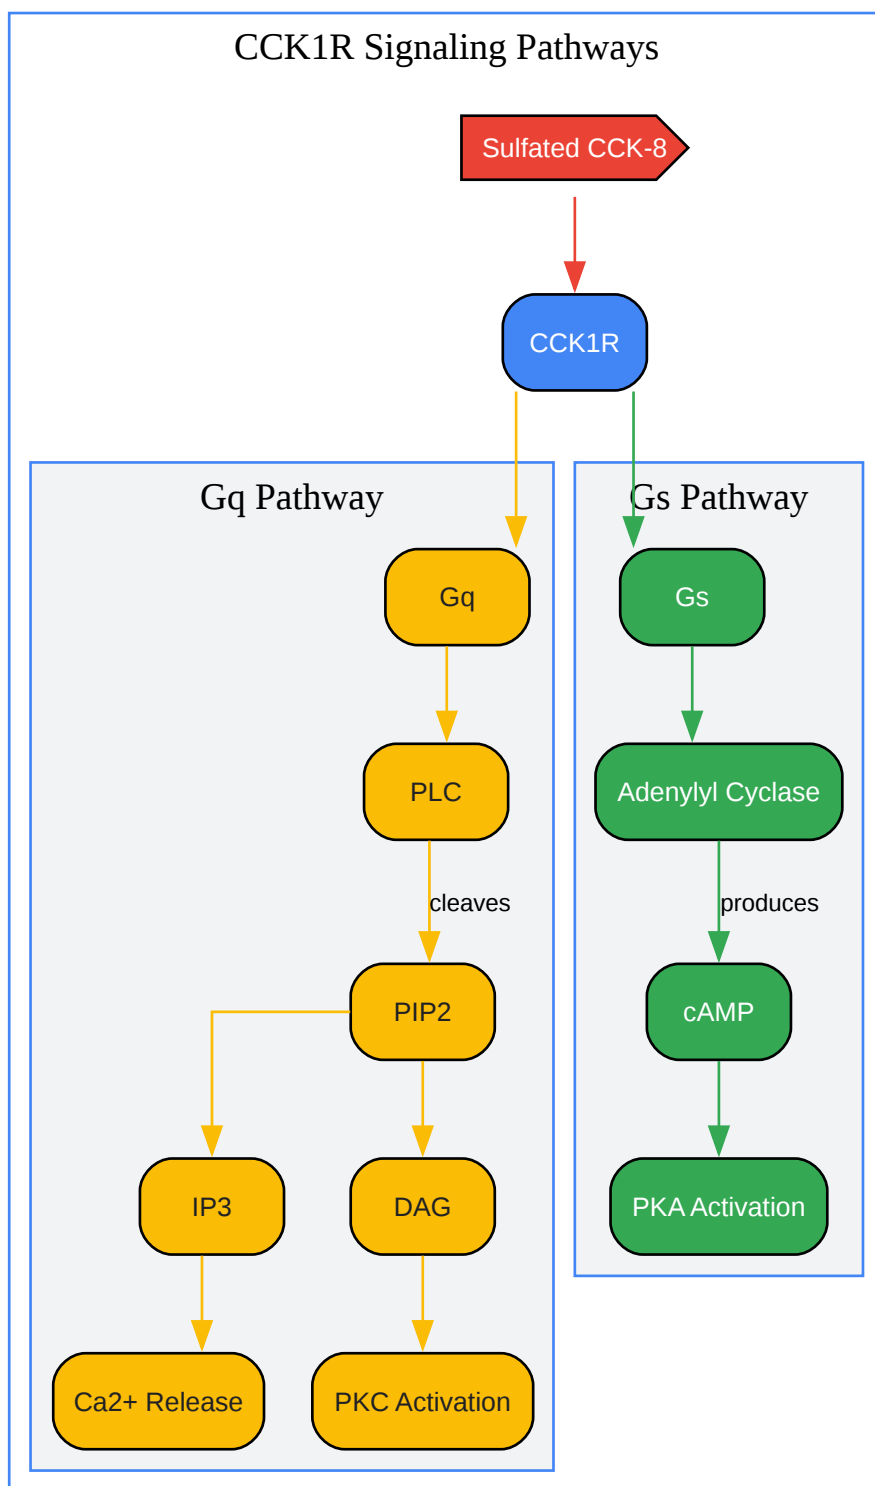 CCK1R Signaling Pathways
Sulfated CCK-8
CCK1R
Gq Pathway
Gs Pathway
Gq
Gs
PLC
Adenylyl Cyclase
cleaves
produces
PIP2
cAMP
IP3
DAG
PKA Activation
Ca2+ Release
PKC Activation